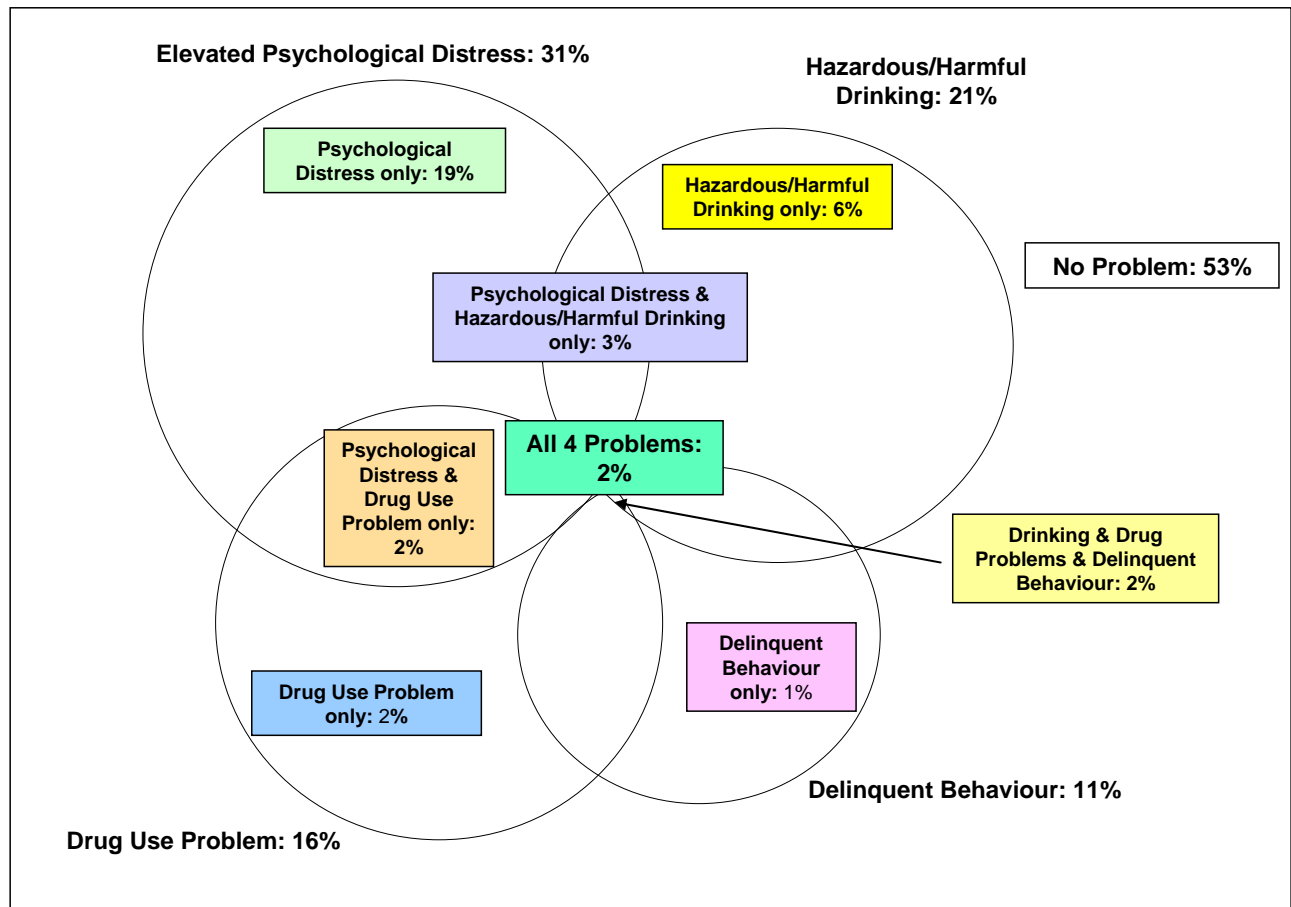 Elevated Psychological Distress: 31%
Hazardous/Harmful
Drinking: 21%
Psychological
Distress only: 19%
Hazardous/Harmful
Drinking only: 6%
No Problem: 53%
Psychological Distress &
Hazardous/Harmful Drinking
only: 3%
All 4 Problems:
2%
Psychological
Distress &
Drug Use
Problem only:
2%
Drinking & Drug
Problems & Delinquent
Behaviour: 2%
Delinquent
Behaviour
only: 1%
Drug Use Problem
only: 2%
Delinquent Behaviour: 11%
Drug Use Problem: 16%